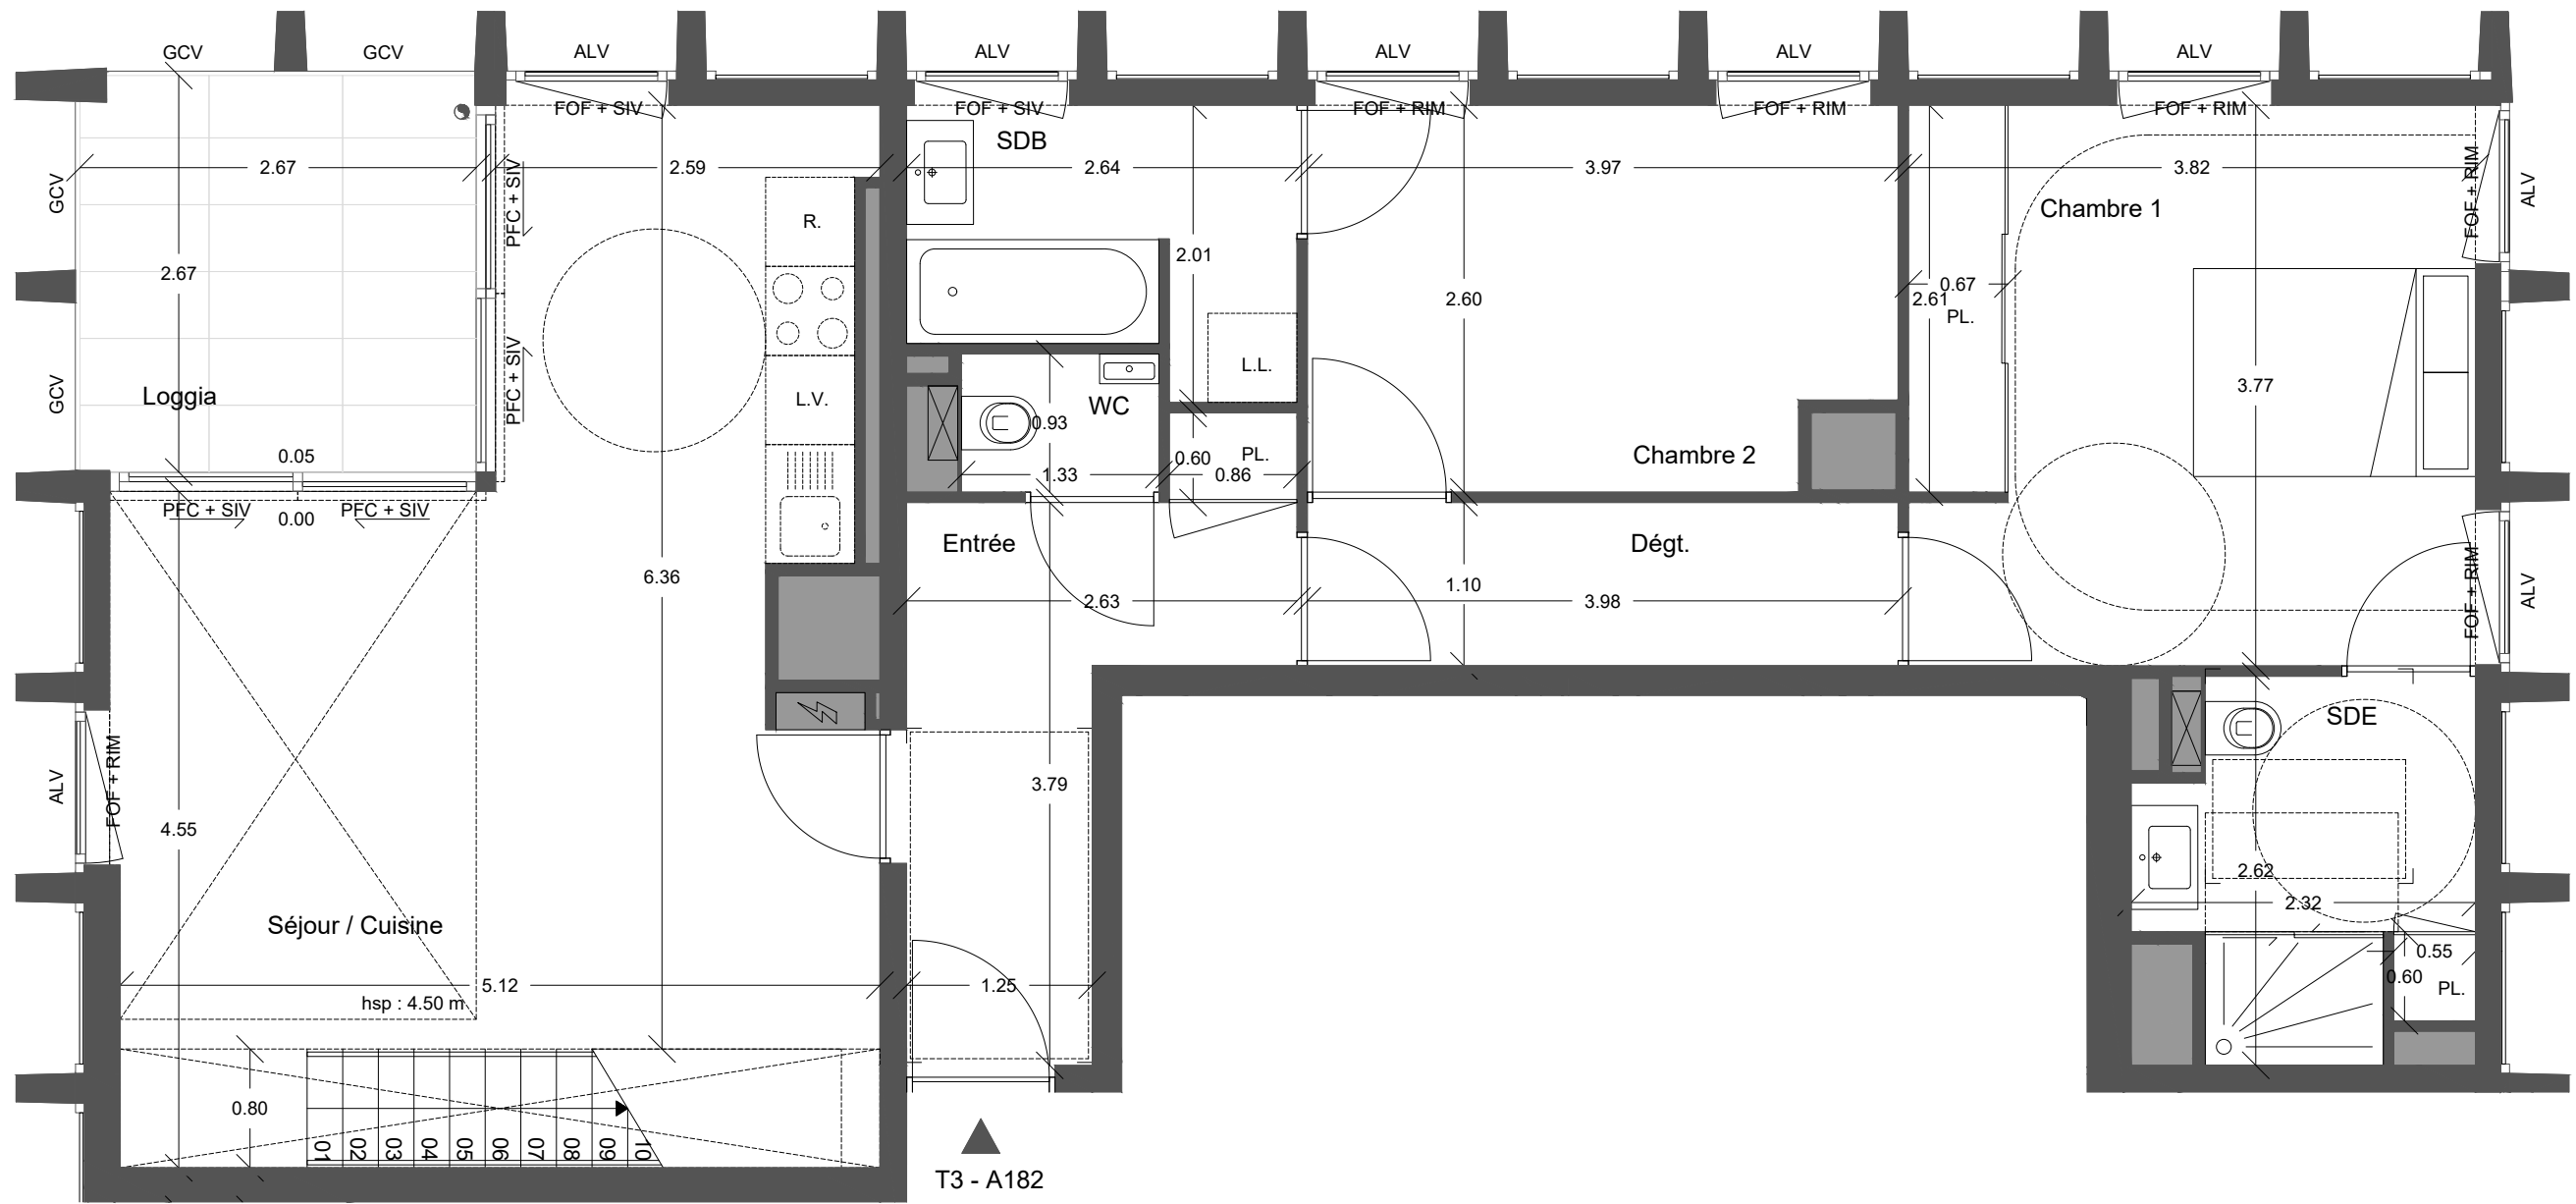 GCV
GCV
ALV
ALV
ALV
ALV
ALV
FOF + SIV
FOF + SIV
FOF + RIM
FOF + RIM
FOF + RIM
SDB
2.67
2.59
2.64
3.97
3.82
GCV
PFC + SIV
FOF + RIM
ALV
R.
Chambre 1
2.67
2.01
2.60
0.67
2.61
PL.
PFC + SIV
L.L.
3.77
GCV
Loggia
L.V.
WC
0.93
0.05
1.33
0.60
PL.
0.86
Chambre 2
PFC + SIV
0.00
PFC + SIV
Entrée
Dégt.
6.36
2.63
1.10
3.98
FOF + RIM
ALV
SDE
ALV
FOF + RIM
4.55
3.79
2.62
2.32
Séjour / Cuisine
5.12
hsp : 4.50 m
1.25
0.55
0.60
PL.
0.80
01
02
03
04
05
06
07
08
09
10
T3 - A182